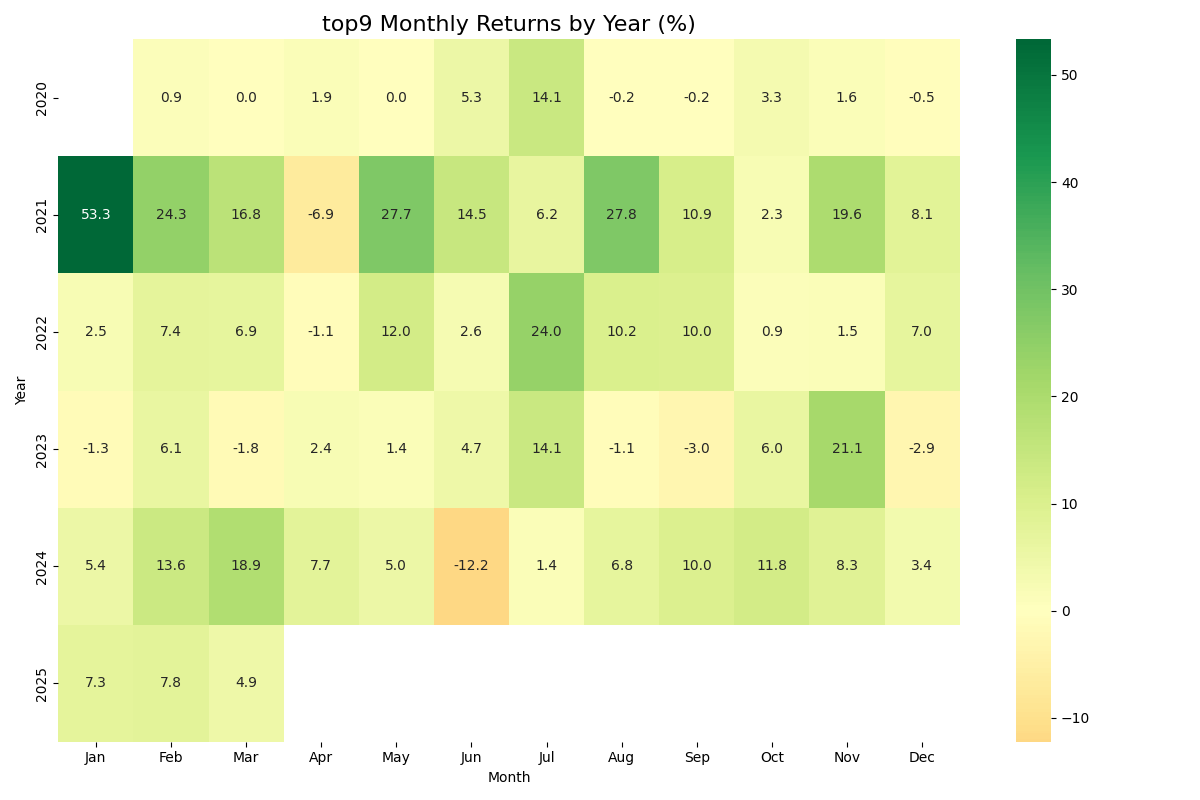 top9 Monthly Returns by Year (%)
2020 0.9 0.0 1.9 0.0 5.3 14.1 -0.2 -0.2 3.3 1.6 -0.5
2021 53.3 24.3 16.8 -6.9 27.7 14.5 6.2 27.8 10.9 2.3 19.6 8.1
2022 2.5 7.4 6.9 -1.1 12.0 2.6 24.0 10.2 10.0 0.9 1.5 7.0
2023 -1.3 6.1 -1.8 2.4 1.4 4.7 14.1 -1.1 -3.0 6.0 21.1 -2.9
2024 5.4 13.6 18.9 7.7 5.0 -12.2 1.4 6.8 10.0 11.8 8.3 3.4
2025 7.3 7.8 4.9
Year
Jan Feb Mar Apr May Jun Jul Aug Sep Oct Nov Dec
Month
50
40
30
20
10
0
−10